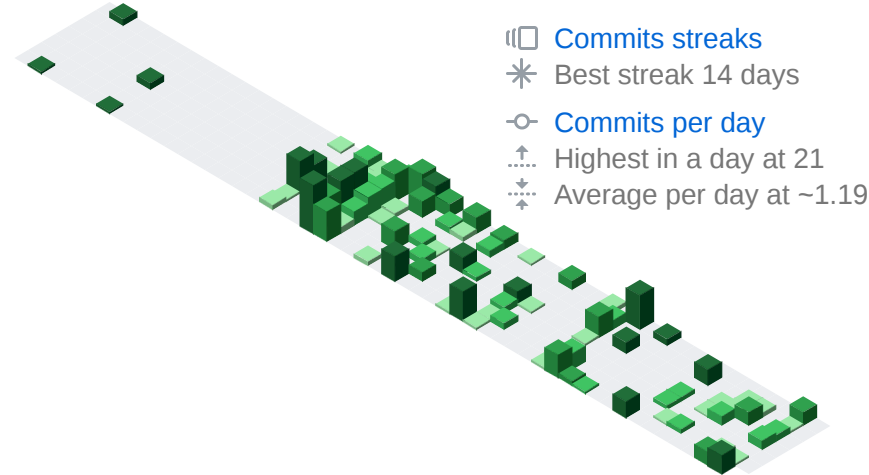 Commits streaks
Best streak 14 days
Commits per day
Highest in a day at 21
Average per day at ~1.19